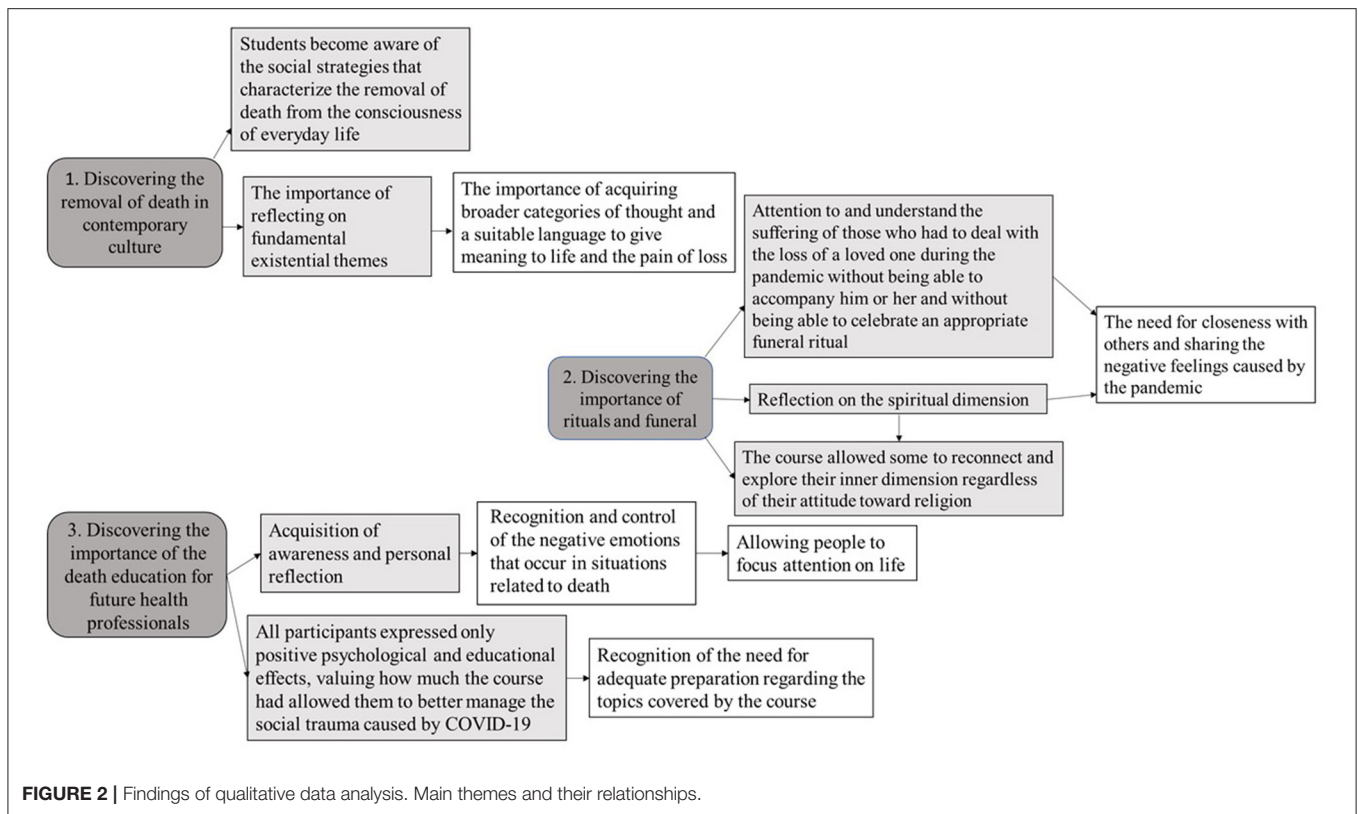 Students become aware of
the social strategies that
characterize the removal of
death from the consciousness
of everyday life
1. Discovering the
removal of death in
contemporary
culture
The importance of
reflecting on
fundamental
existential themes
The importance of acquiring
broader categories of thought and
a suitable language to give
meaning to life and the pain of loss
Attention to and understand the
suffering of those who had to deal with
the loss of a loved one during the
pandemic without being able to
accompany him or her and without
being able to celebrate an appropriate
funeral ritual
The need for closeness with
others and sharing the
negative feelings caused by
the pandemic
2. Discovering the
importance of
rituals and funeral
Reflection on the spiritual dimension
The course allowed some to reconnect and
explore their inner dimension regardless
of their attitude toward religion
3. Discovering the
importance of the
death education for
future health
professionals
Acquisition of
awareness and personal
reflection
Recognition and control
of the negative emotions
that occur in situations
related to death
Allowing people to
focus attention on life
All participants expressed only
positive psychological and educational
effects, valuing how much the course
had allowed them to better manage the
social trauma caused by COVID-19
Recognition of the need for
adequate preparation regarding the
topics covered by the course
FIGURE 2 | Findings of qualitative data analysis. Main themes and their relationships.